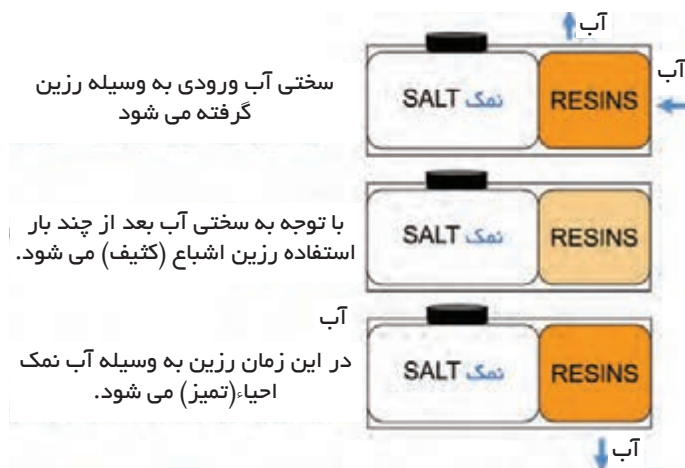 آب
آب
سختی آب ورودی به وسیله رزین
گرفته می شود
SALT نمک
RESINS
با توجه به سختی آب بعد از چند بار
استفاده رزین اشباع (کثیف) می شود.
SALT نمک
RESINS
آب
در این زمان رزین به وسیله آب نمک
احیاء(تمیز) می شود.
SALT نمک
RESINS
آب